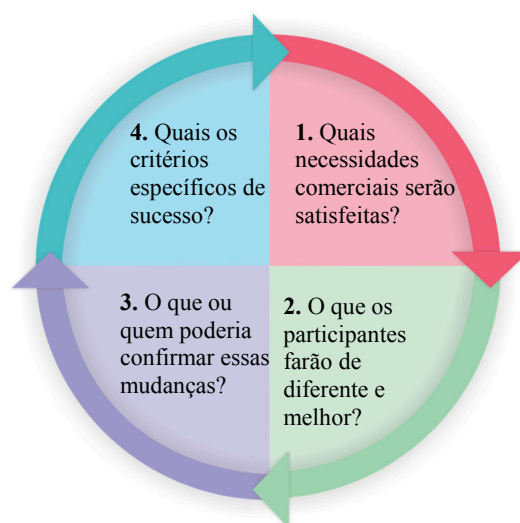 1. Quais
necessidades
comerciais serão
satisfeitas?
2. O que os
participantes
farão de
diferente e
melhor?
3. O que ou
quem poderia
confirmar essas
mudanças?
4. Quais os
critérios
específicos de
sucesso?